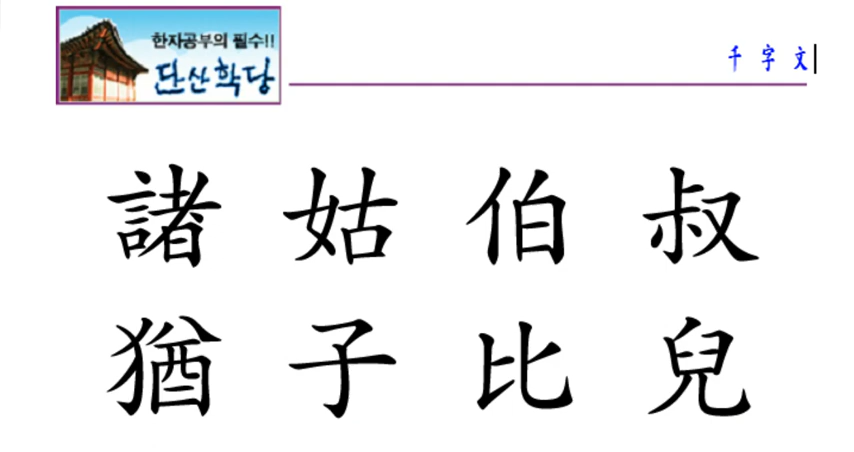 한자공부의 필수!!
단산학당
千 字 文
諸 姑 伯 叔
猶 子 比 兒